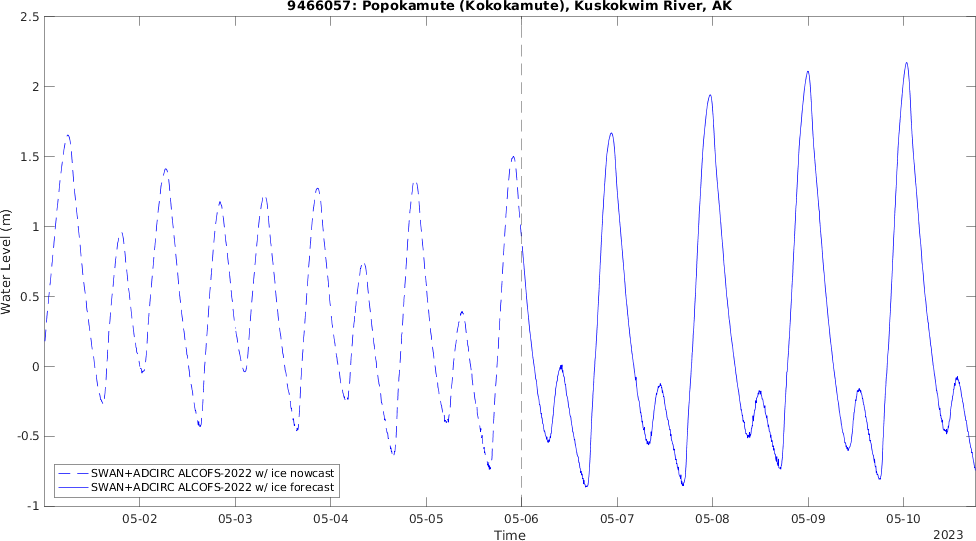 9466057: Popokamute (Kokokamute), Kuskokwim River, AK
2.5
2
1.5
1
0.5
0
-0.5
-1
Water Level (m)
SWAN+ADCIRC ALCOFS-2022 w/ ice nowcast
SWAN+ADCIRC ALCOFS-2022 w/ ice forecast
05-02 05-03 05-04 05-05 05-06 05-07 05-08 05-09 05-10
Time
2023